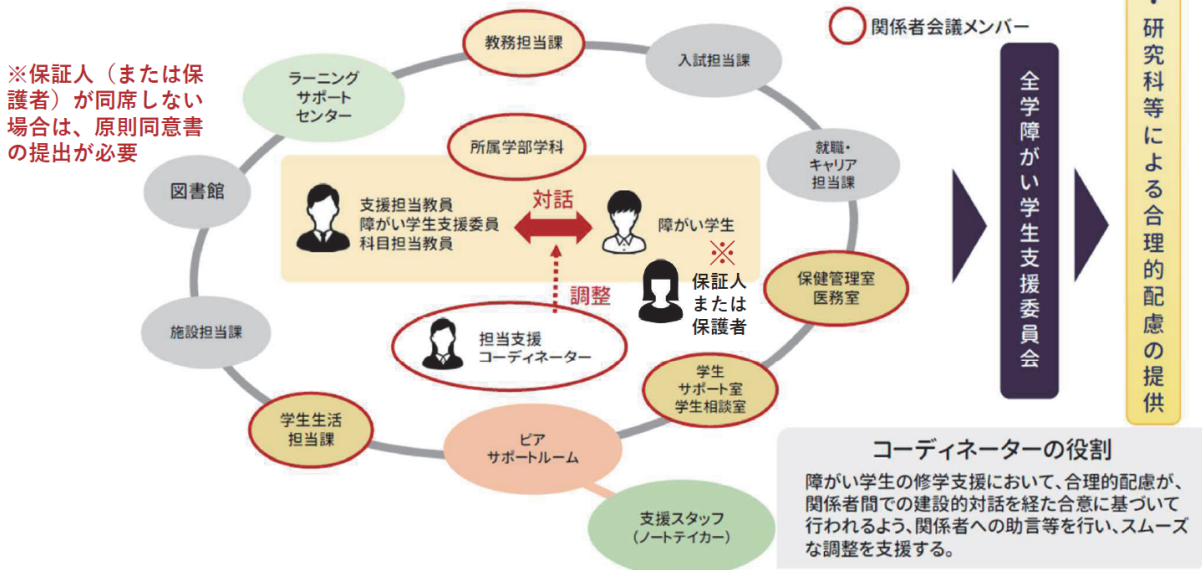 関係者会議メンバー
※保証人（または保
護者）が同席しない
場合は、原則同意書
の提出が必要
教務担当課
入試担当課
ラーニング
サポート
センター
所属学部学科
就職・
キャリア
担当課
図書館
支援担当教員
障がい学生支援委員
科目担当教員
対話
障がい学生
※
保証人
または
保護者
調整
保健管理室
医務室
施設担当課
担当支援
コーディネーター
学生
サポート室
学生相談室
学生生活
担当課
ピア
サポートルーム
支援スタッフ
（ノートテイカー）
全学障がい学生支援委員会
・研究科等による合理的配慮の提供
コーディネーターの役割
障がい学生の修学支援において、合理的配慮が、
関係者間での建設的対話を経た合意に基づいて
行われるよう、関係者への助言等を行い、スムーズ
な調整を支援する。